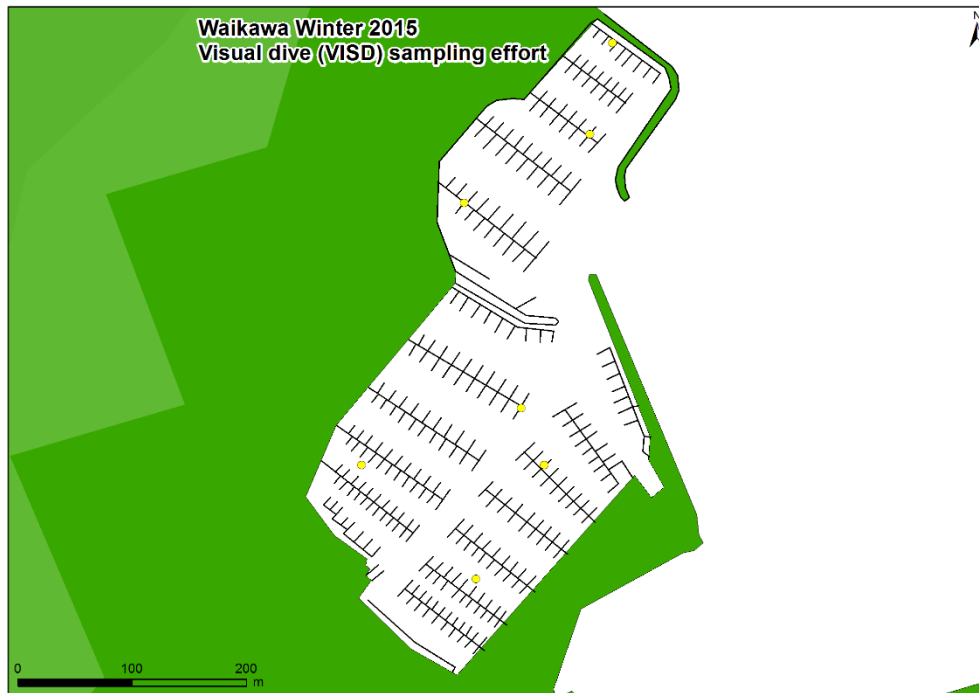 Waikawa Winter 2015
Visual dive (VISD) sampling effort
N
0 100 200
m